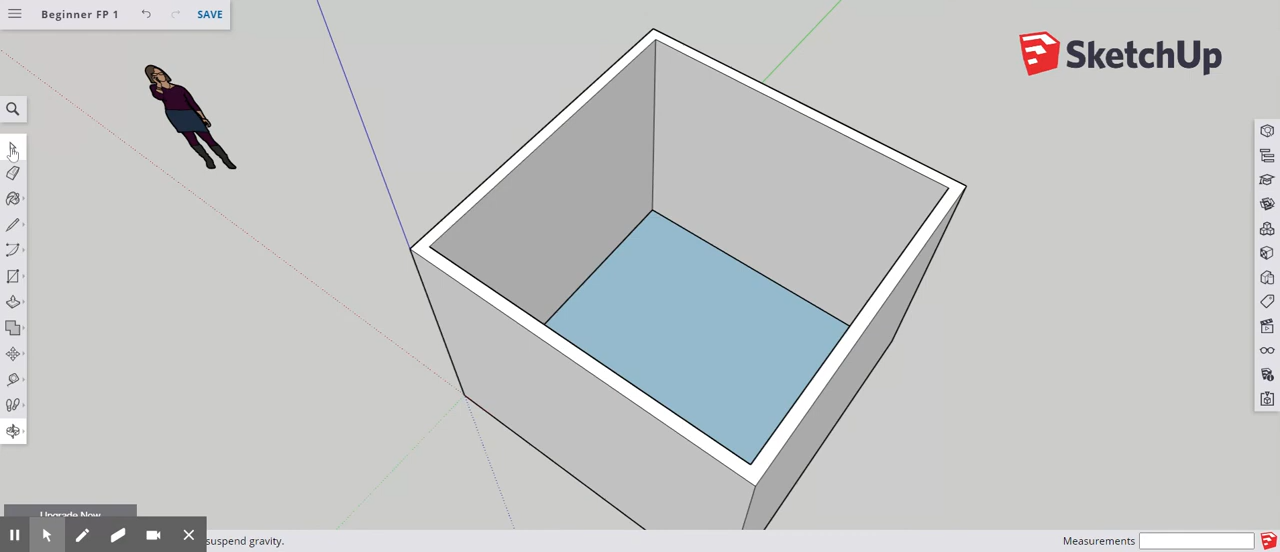 Beginner FP 1
SAVE
SketchUp
Upgrade Now
suspend gravity.
Measurements